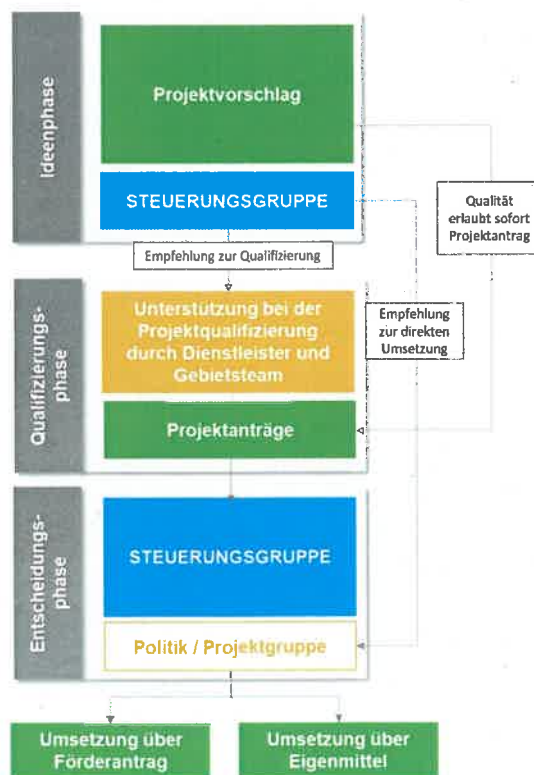 Ideenphase
Projektvorschlag
STEUERUNGSGRUPPE
Qualität
erlaubt sofort
Projektantrag
Empfehlung zur Qualifizierung
Qualifizierungs-
phase
Unterstützung bei der
Projektqualifizierung
durch Dienstleister und
Gebietsteam
Empfehlung
zur direkten
Umsetzung
Projektanträge
Entscheidungs-
phase
STEUERUNGSGRUPPE
Politik / Projektgruppe
Umsetzung über
Förderantrag
Umsetzung über
Eigenmittel